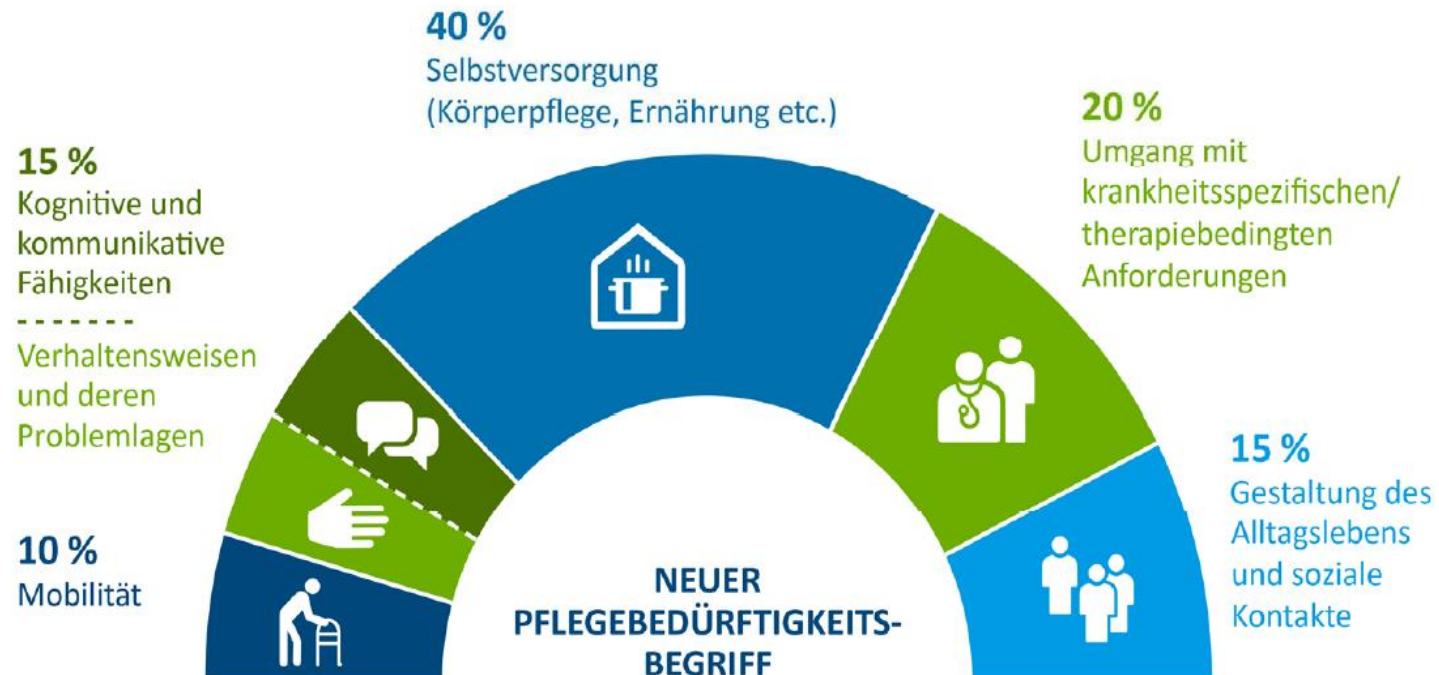 40 %
Selbstversorgung
(Körperpflege, Ernährung etc.)
20 %
Umgang mit
krankheitsspezifischen/
therapiebedingten
Anforderungen
15 %
Kognitive und
kommunikative
Fähigkeiten
- - - - - - -
Verhaltensweisen
und deren
Problemlagen
15 %
Gestaltung des
Alltagslebens
und soziale
Kontakte
10 %
Mobilität
NEUER
PFLEGEBEDÜRFTIGKEITS-
BEGRIFF